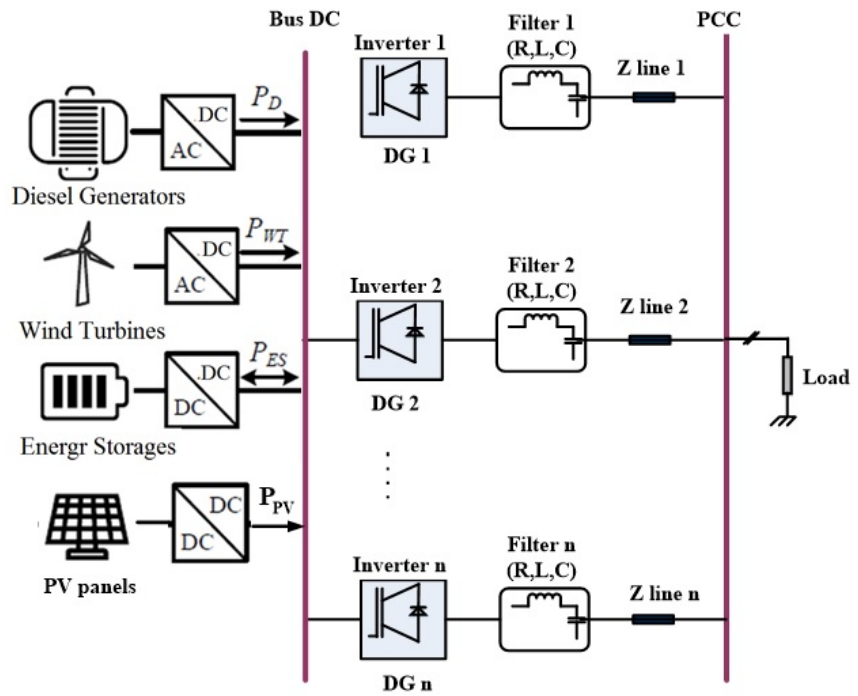 Bus DC
PCC
Inverter 1
Filter 1
(R,L,C)
Z line 1
DG 1
P_D
.DC
AC
Diesel Generators
P_WT
.DC
AC
Wind Turbines
Inverter 2
Filter 2
(R,L,C)
Z line 2
DG 2
Load
P_ES
.DC
DC
Energr Storages
P_PV
DC
DC
PV panels
Inverter n
Filter n
(R,L,C)
Z line n
DG n